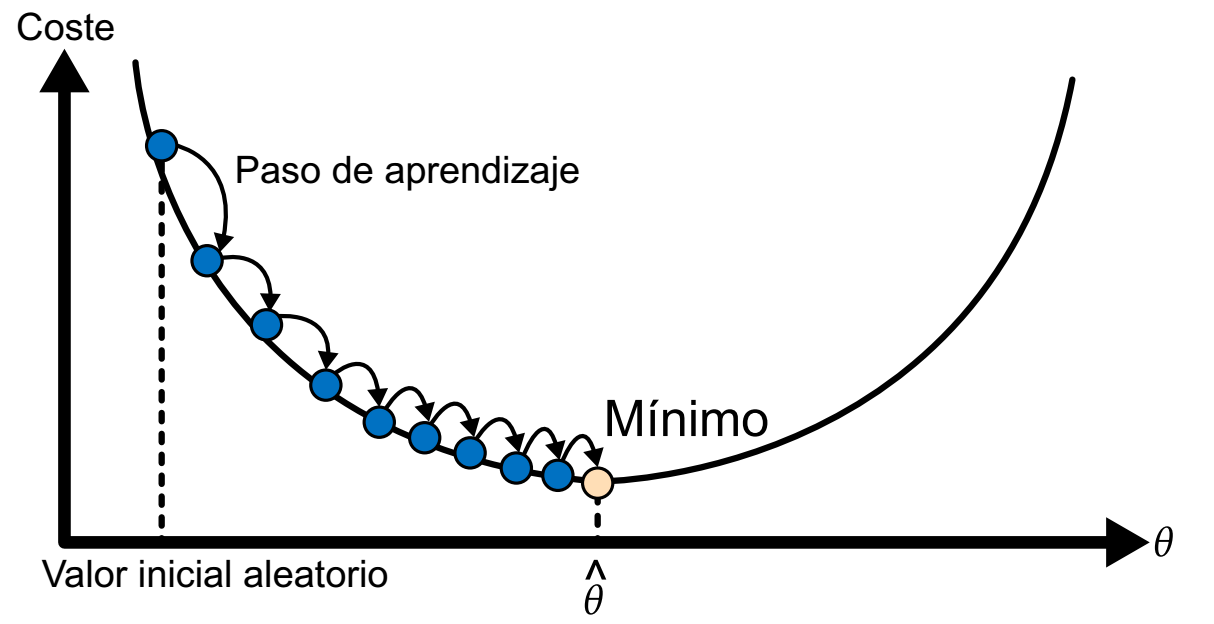 Coste
Paso de aprendizaje
Mínimo
θ
Valor inicial aleatorio
θ̂